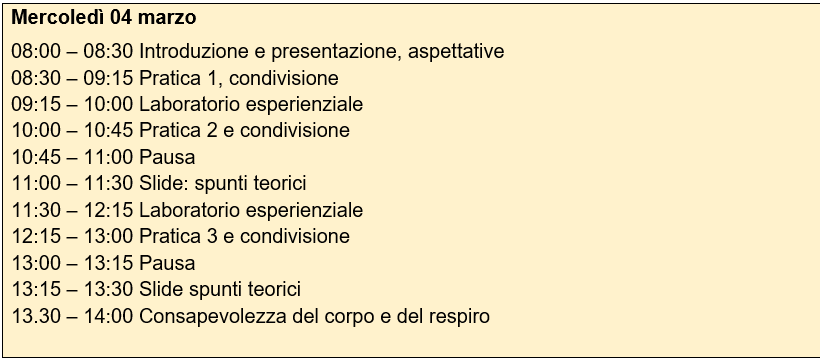 Mercoledì 04 marzo
08:00 – 08:30 Introduzione e presentazione, aspettative
08:30 – 09:15 Pratica 1, condivisione
09:15 – 10:00 Laboratorio esperienziale
10:00 – 10:45 Pratica 2 e condivisione
10:45 – 11:00 Pausa
11:00 – 11:30 Slide: spunti teorici
11:30 – 12:15 Laboratorio esperienziale
12:15 – 13:00 Pratica 3 e condivisione
13:00 – 13:15 Pausa
13:15 – 13:30 Slide spunti teorici
13.30 – 14:00 Consapevolezza del corpo e del respiro